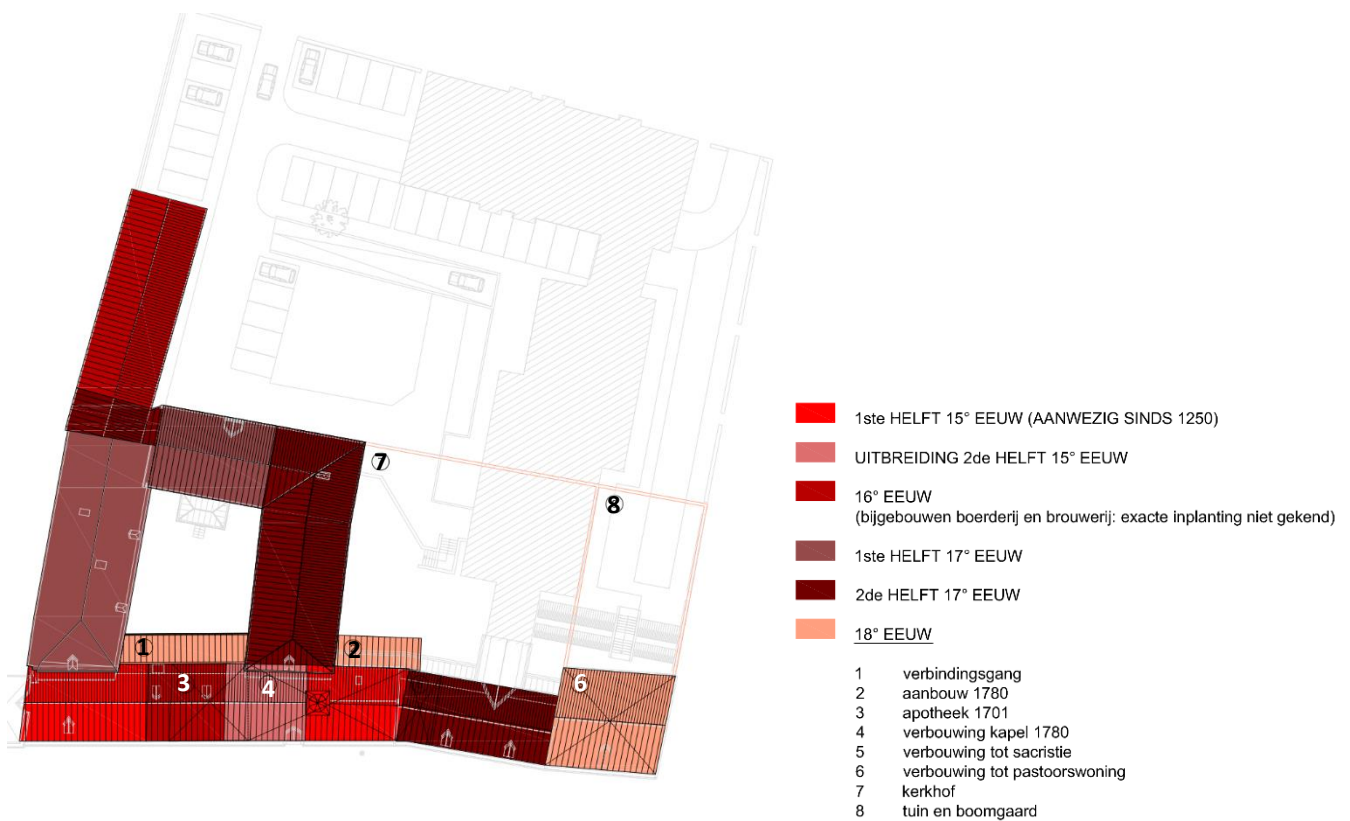 7
8
1
2
3
4
6
1ste HELFT 15° EEUW (AANWEZIG SINDS 1250)
UITBREIDING 2de HELFT 15° EEUW
16° EEUW
(bijgebouwen boerderij en brouwerij: exacte inplanting niet gekend)
1ste HELFT 17° EEUW
2de HELFT 17° EEUW
18° EEUW
1 verbindingsgang
2 aanbouw 1780
3 apotheek 1701
4 verbouwing kapel 1780
5 verbouwing tot sacristie
6 verbouwing tot pastoorswoning
7 kerkhof
8 tuin en boomgaard